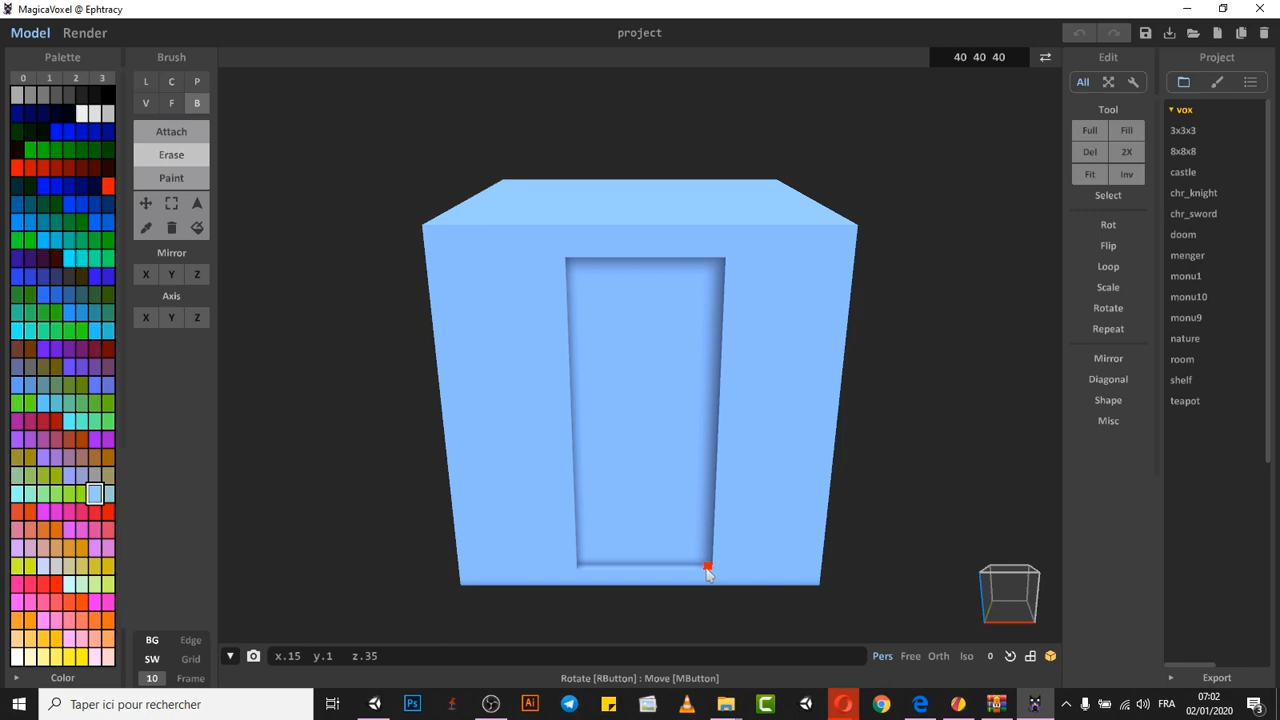 MagicaVoxel @ Ephtracy
Model Render
project
Palette
Brush
40 40 40
Edit
Project
0 1 2 3
L C P
V F B
All
vox
Tool
3x3x3
Attach
Full Fill
Erase
Del 2X
8x8x8
Paint
Fit Inv
castle
Select
chr_knight
chr_sword
Rot
doom
Mirror
Flip
menger
X Y Z
Loop
monu1
Axis
Scale
monu10
X Y Z
Rotate
monu9
Repeat
nature
Mirror
room
Diagonal
shelf
Shape
teapot
Misc
BG Edge
SW Grid
10 Frame
x.15 y.1 z.35
Pers Free Orth Iso 0
Color
Rotate [RButton] : Move [MButton]
Export
Taper ici pour rechercher
Ps
Ai
FRA
07:02
02/01/2020
3